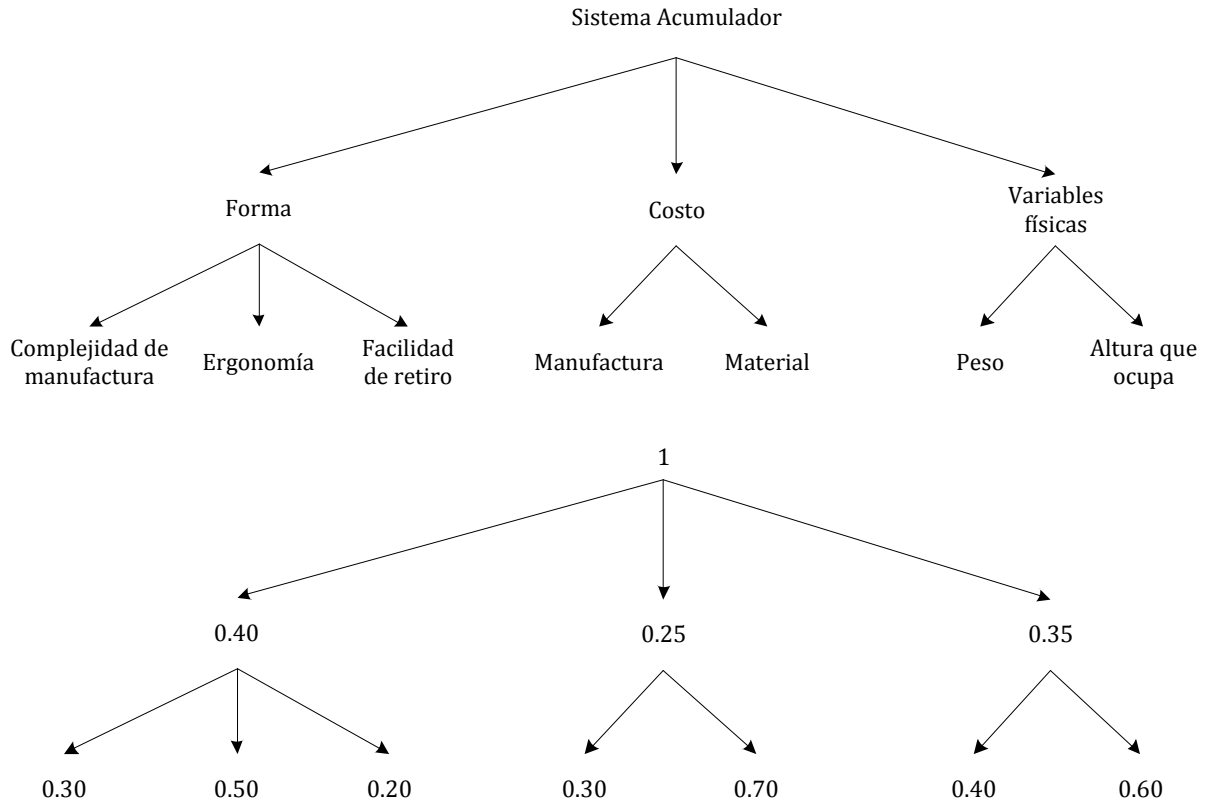 Sistema Acumulador
Forma
Costo
Variables
físicas
Complejidad de
manufactura
Ergonomía
Facilidad
de retiro
Manufactura
Material
Peso
Altura que
ocupa
1
0.40
0.25
0.35
0.30
0.50
0.20
0.30
0.70
0.40
0.60